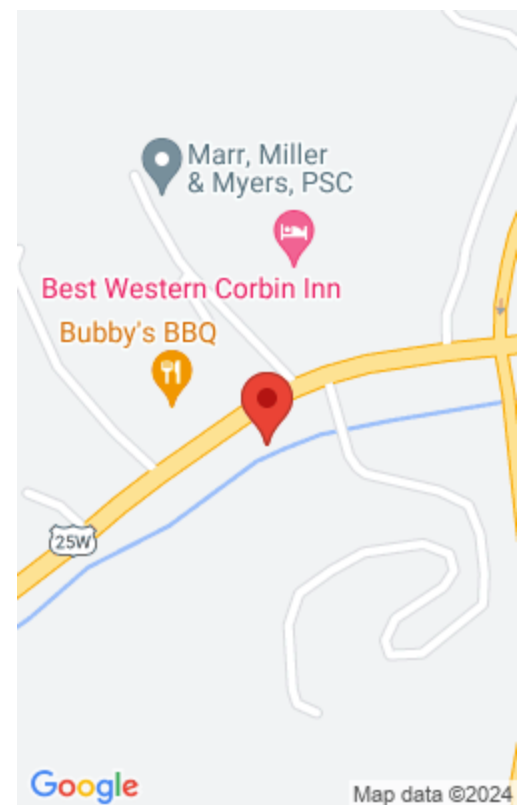 Marr, Miller
& Myers, PSC
Best Western Corbin Inn
Bubby's BBQ
25W
Google
Map data ©2024